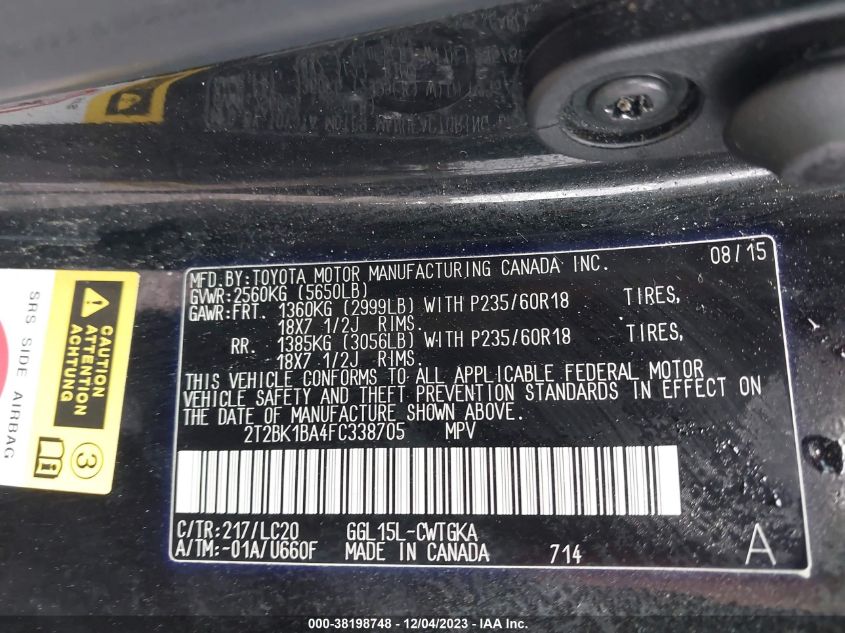 MFD. BY: TOYOTA MOTOR MANUFACTURING CANADA INC. 08/15
GVWR: 2560KG (5650LB)
GAWR: FRT. 1360KG (2999LB) WITH P235/60R18 TIRES,
18X7 1/2J RIMS.
RR. 1385KG (3056LB) WITH P235/60R18 TIRES,
18X7 1/2J RIMS.
THIS VEHICLE CONFORMS TO ALL APPLICABLE FEDERAL MOTOR
VEHICLE SAFETY AND THEFT PREVENTION STANDARDS IN EFFECT ON
THE DATE OF MANUFACTURE SHOWN ABOVE.
2T2BK1BA4FC338705 MPV
C/TR: 217/LC20 GGL15L-CWTGKA
A/TM: -01A/U660F MADE IN CANADA 714 A
SRS SIDE AIRBAG
CAUTION
ATTENTION
ACHTUNG
3
000-38198748 - 12/04/2023 - IAA Inc.